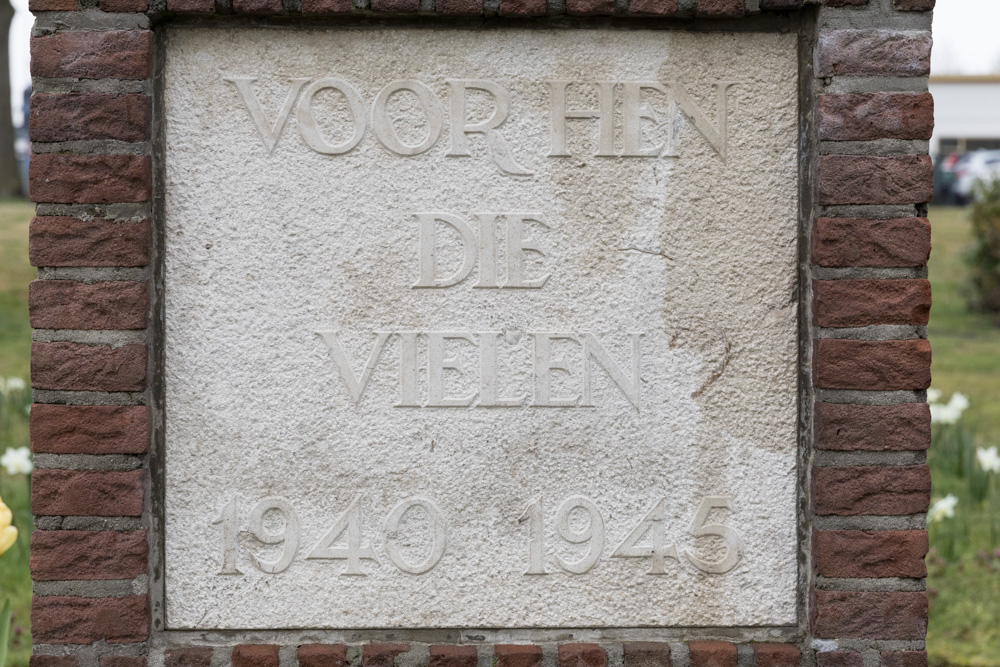 VOOR HEN
DIE
VIELEN
1940 1945